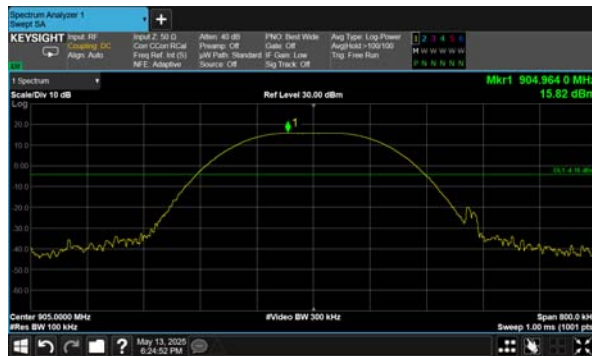 Spectrum Analyzer 1
Swept SA
KEYSIGHT
Input: RF
Coupling: DC
Align: Auto
Input Z: 50 Ω
Corr CCorr RCal
Freq Ref: Int (S)
NFE: Adaptive
Atten: 40 dB
Preamp: Off
µW Path: Standard
Source: Off
PNO: Best Wide
Gate: Off
IF Gain: Low
Sig Track: Off
Avg Type: Log-Power
Avg|Hold: >100/100
Trig: Free Run
1 2 3 4 5 6
M W W W W W
P N N N N N
1 Spectrum
Scale/Div 10 dB
Log
Ref Level 30.00 dBm
Mkr1 904.964 0 MHz
15.82 dBm
1
20.0
10.0
0.00
-10.0
-20.0
-30.0
-40.0
-50.0
-60.0
Center 905.0000 MHz
#Res BW 100 kHz
#Video BW 300 kHz
Span 800.0 kH
Sweep 1.00 ms (1001 pts
?
May 13, 2025
6:24:52 PM